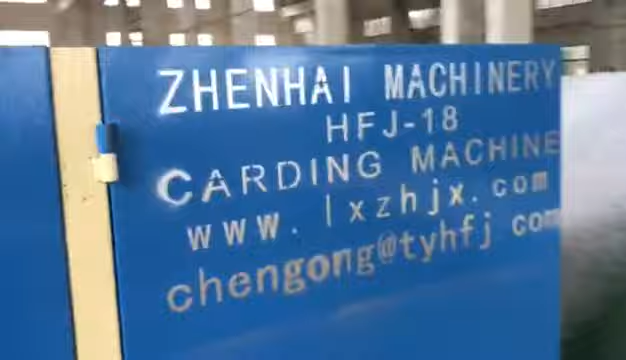 ZHENHAI MACHINERY
HFJ-18
CARDING MACHINE
www.lxzhjx.com
chengong@tyhfj com